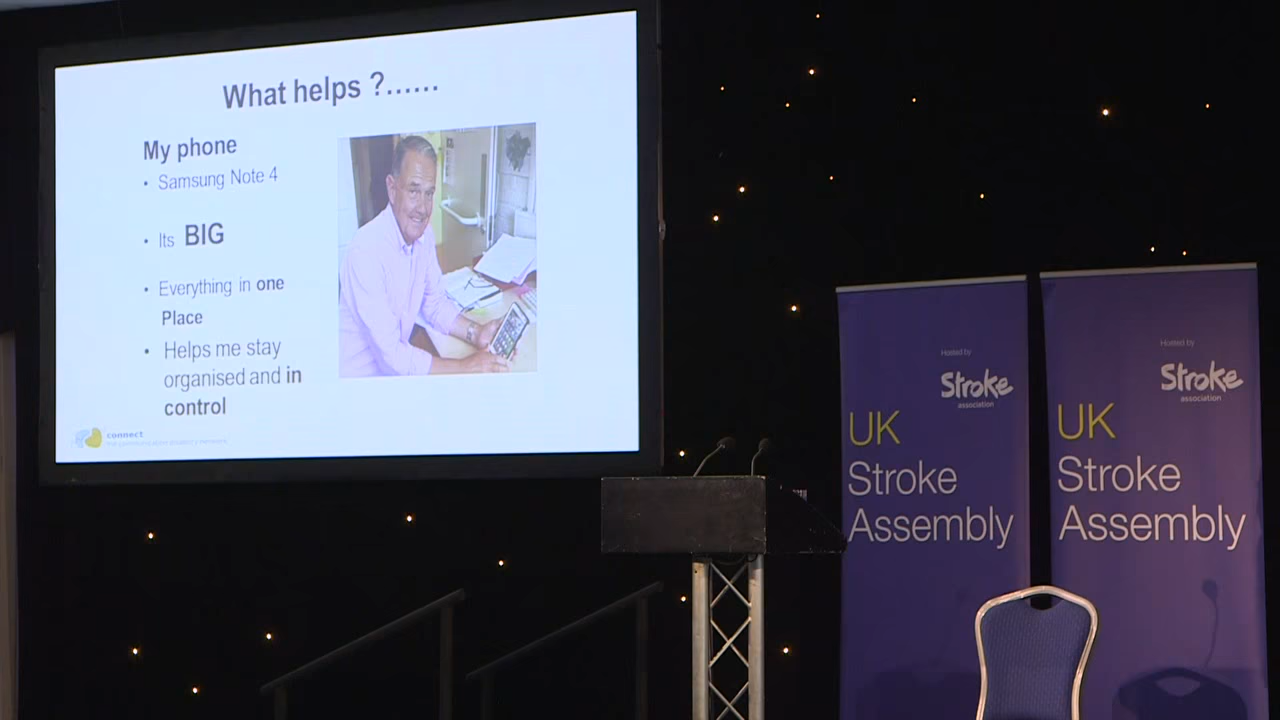 What helps ?......
My phone
• Samsung Note 4
• Its BIG
• Everything in one
Place
• Helps me stay
organised and in
control
connect
Hosted by
Stroke
association
UK
Stroke
Assembly
Hosted by
Stroke
association
UK
Stroke
Assembly